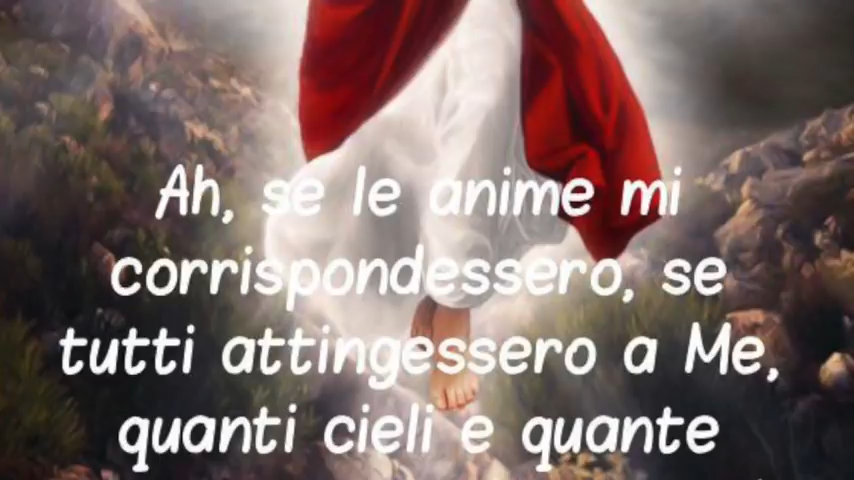 Ah, se le anime mi
corrispondessero, se
tutti attingessero a Me,
quanti cieli e quante